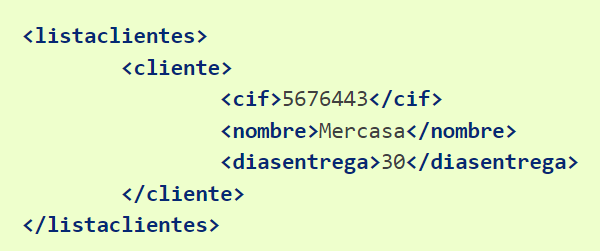 <listaclientes>
<cliente>
<cif>5676443</cif>
<nombre>Mercasa</nombre>
<diasentrega>30</diasentrega>
</cliente>
</listaclientes>